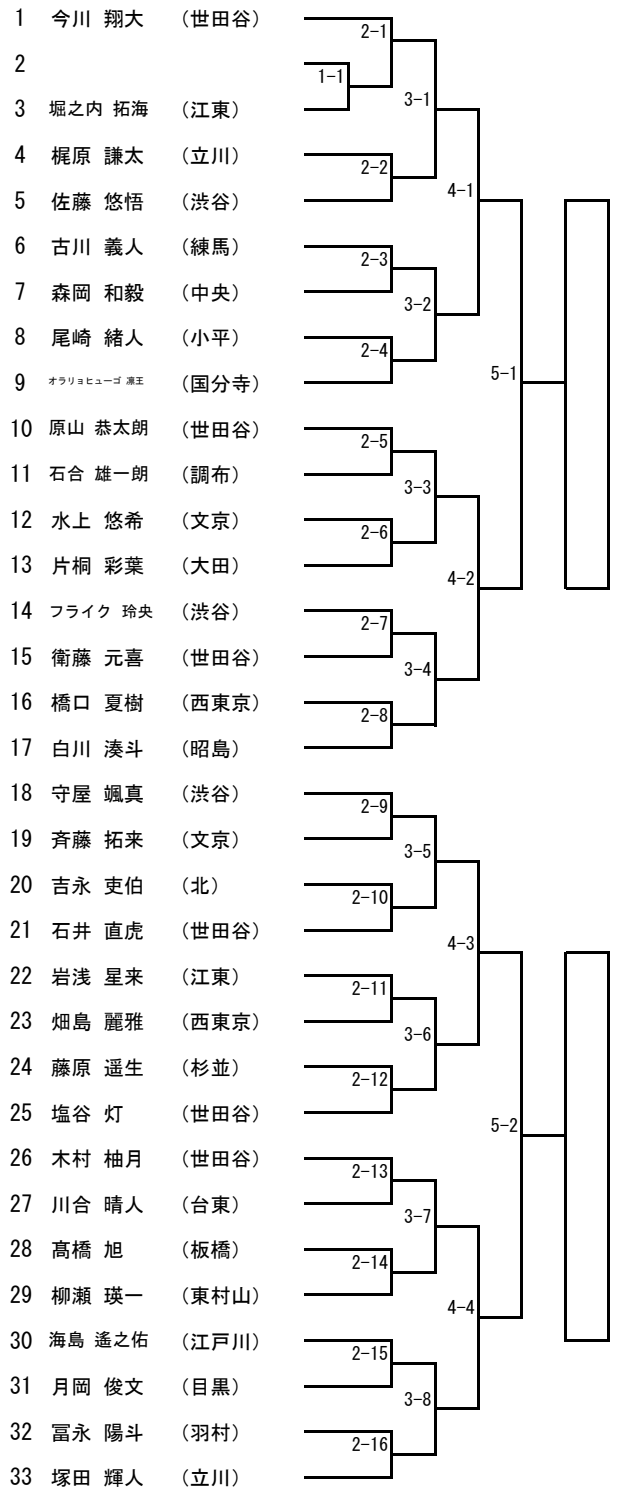 1 今川 翔大 （世田谷）
2-1
2
1-1
3 堀之内 拓海 （江東）
3-1
4 梶原 謙太 （立川）
2-2
5 佐藤 悠悟 （渋谷）
4-1
6 古川 義人 （練馬）
2-3
7 森岡 和毅 （中央）
3-2
8 尾崎 緒人 （小平）
2-4
9 オラリョヒューゴ 凛王 （国分寺）
5-1
10 原山 恭太朗 （世田谷）
2-5
11 石合 雄一朗 （調布）
3-3
12 水上 悠希 （文京）
2-6
13 片桐 彩葉 （大田）
4-2
14 フライク 玲央 （渋谷）
2-7
15 衛藤 元喜 （世田谷）
3-4
16 橋口 夏樹 （西東京）
2-8
17 白川 湊斗 （昭島）
18 守屋 颯真 （渋谷）
2-9
19 斉藤 拓来 （文京）
3-5
20 吉永 吏伯 （北）
2-10
21 石井 直虎 （世田谷）
4-3
22 岩浅 星来 （江東）
2-11
23 畑島 麗雅 （西東京）
3-6
24 藤原 遥生 （杉並）
2-12
25 塩谷 灯 （世田谷）
5-2
26 木村 柚月 （世田谷）
2-13
27 川合 晴人 （台東）
3-7
28 髙橋 旭 （板橋）
2-14
29 柳瀬 瑛一 （東村山）
4-4
30 海島 遙之佑 （江戸川）
2-15
31 月岡 俊文 （目黒）
3-8
32 冨永 陽斗 （羽村）
2-16
33 塚田 輝人 （立川）